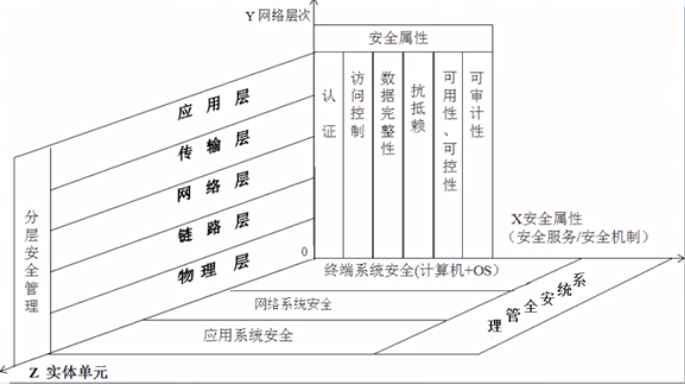 Y 网络层次
安全属性
认证
访问控制
数据完整性
抗抵赖
可用性、可控性
可审计性
应用层
传输层
网络层
链路层
物理层
分层安全管理
0
X安全属性
（安全服务/安全机制）
终端系统安全(计算机+OS)
网络系统安全
应用系统安全
系统安全管理
Z 实体单元